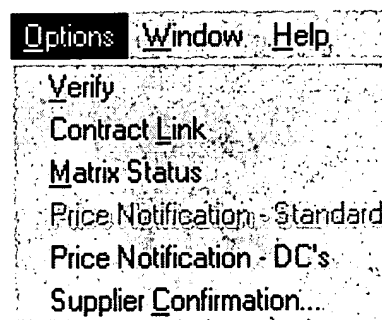 Options Window Help
Verify
Contract Link
Matrix Status
Price Notification - Standard
Price Notification - DC's
Supplier Confirmation...